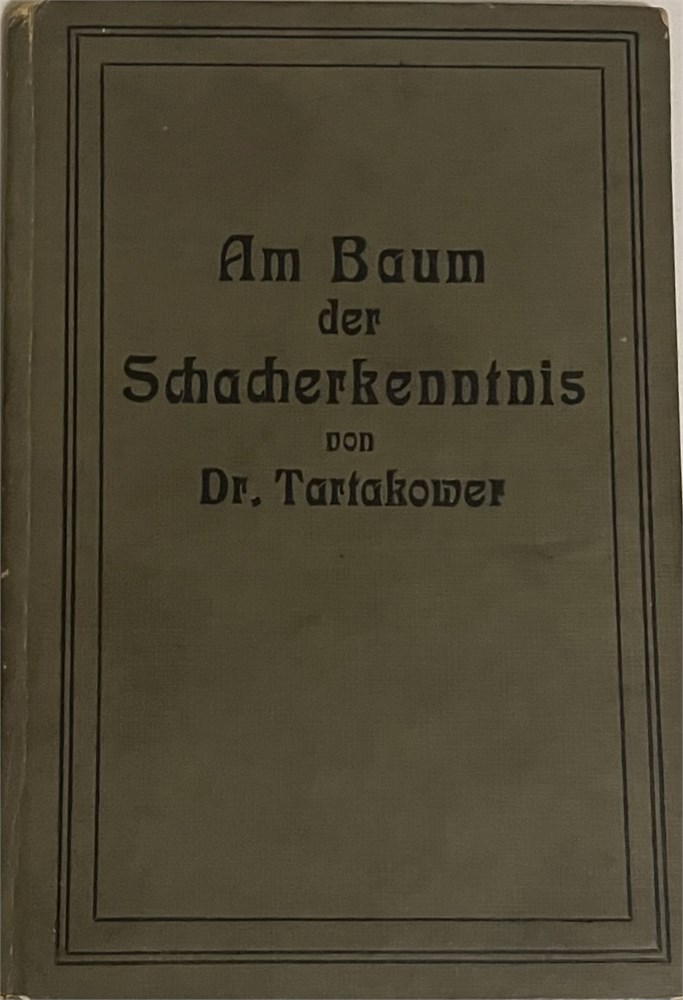 Am Baum
der
Schacherkenntnis
von
Dr. Tartakower